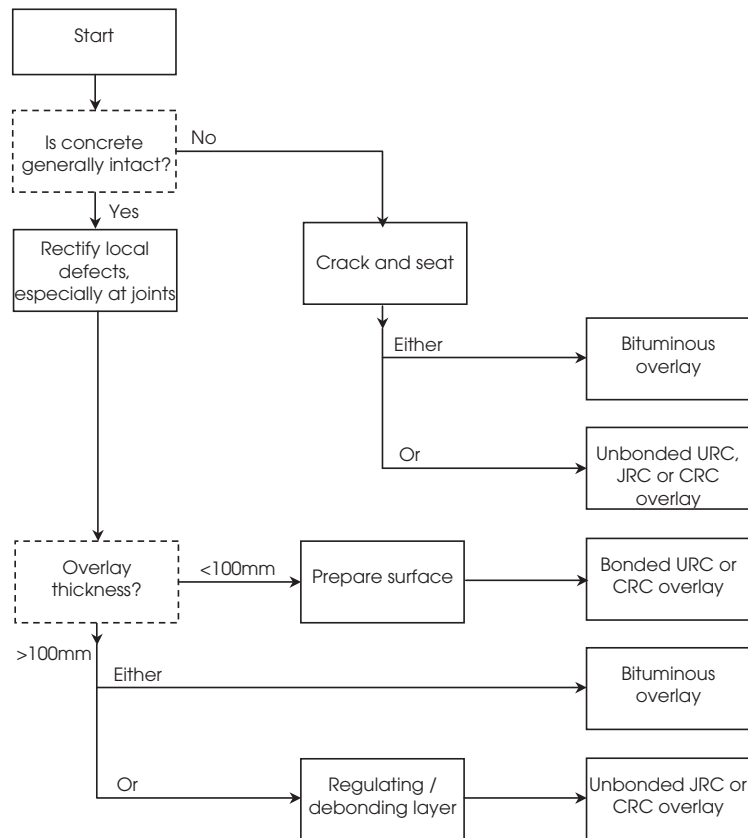 Start
Is concrete
generally intact?
No
Yes
Rectify local
defects,
especially at joints
Crack and seat
Either
Bituminous
overlay
Or
Unbonded URC,
JRC or CRC
overlay
Overlay
thickness?
<100mm
Prepare surface
Bonded URC or
CRC overlay
>100mm
Either
Bituminous
overlay
Or
Regulating /
debonding layer
Unbonded JRC or
CRC overlay